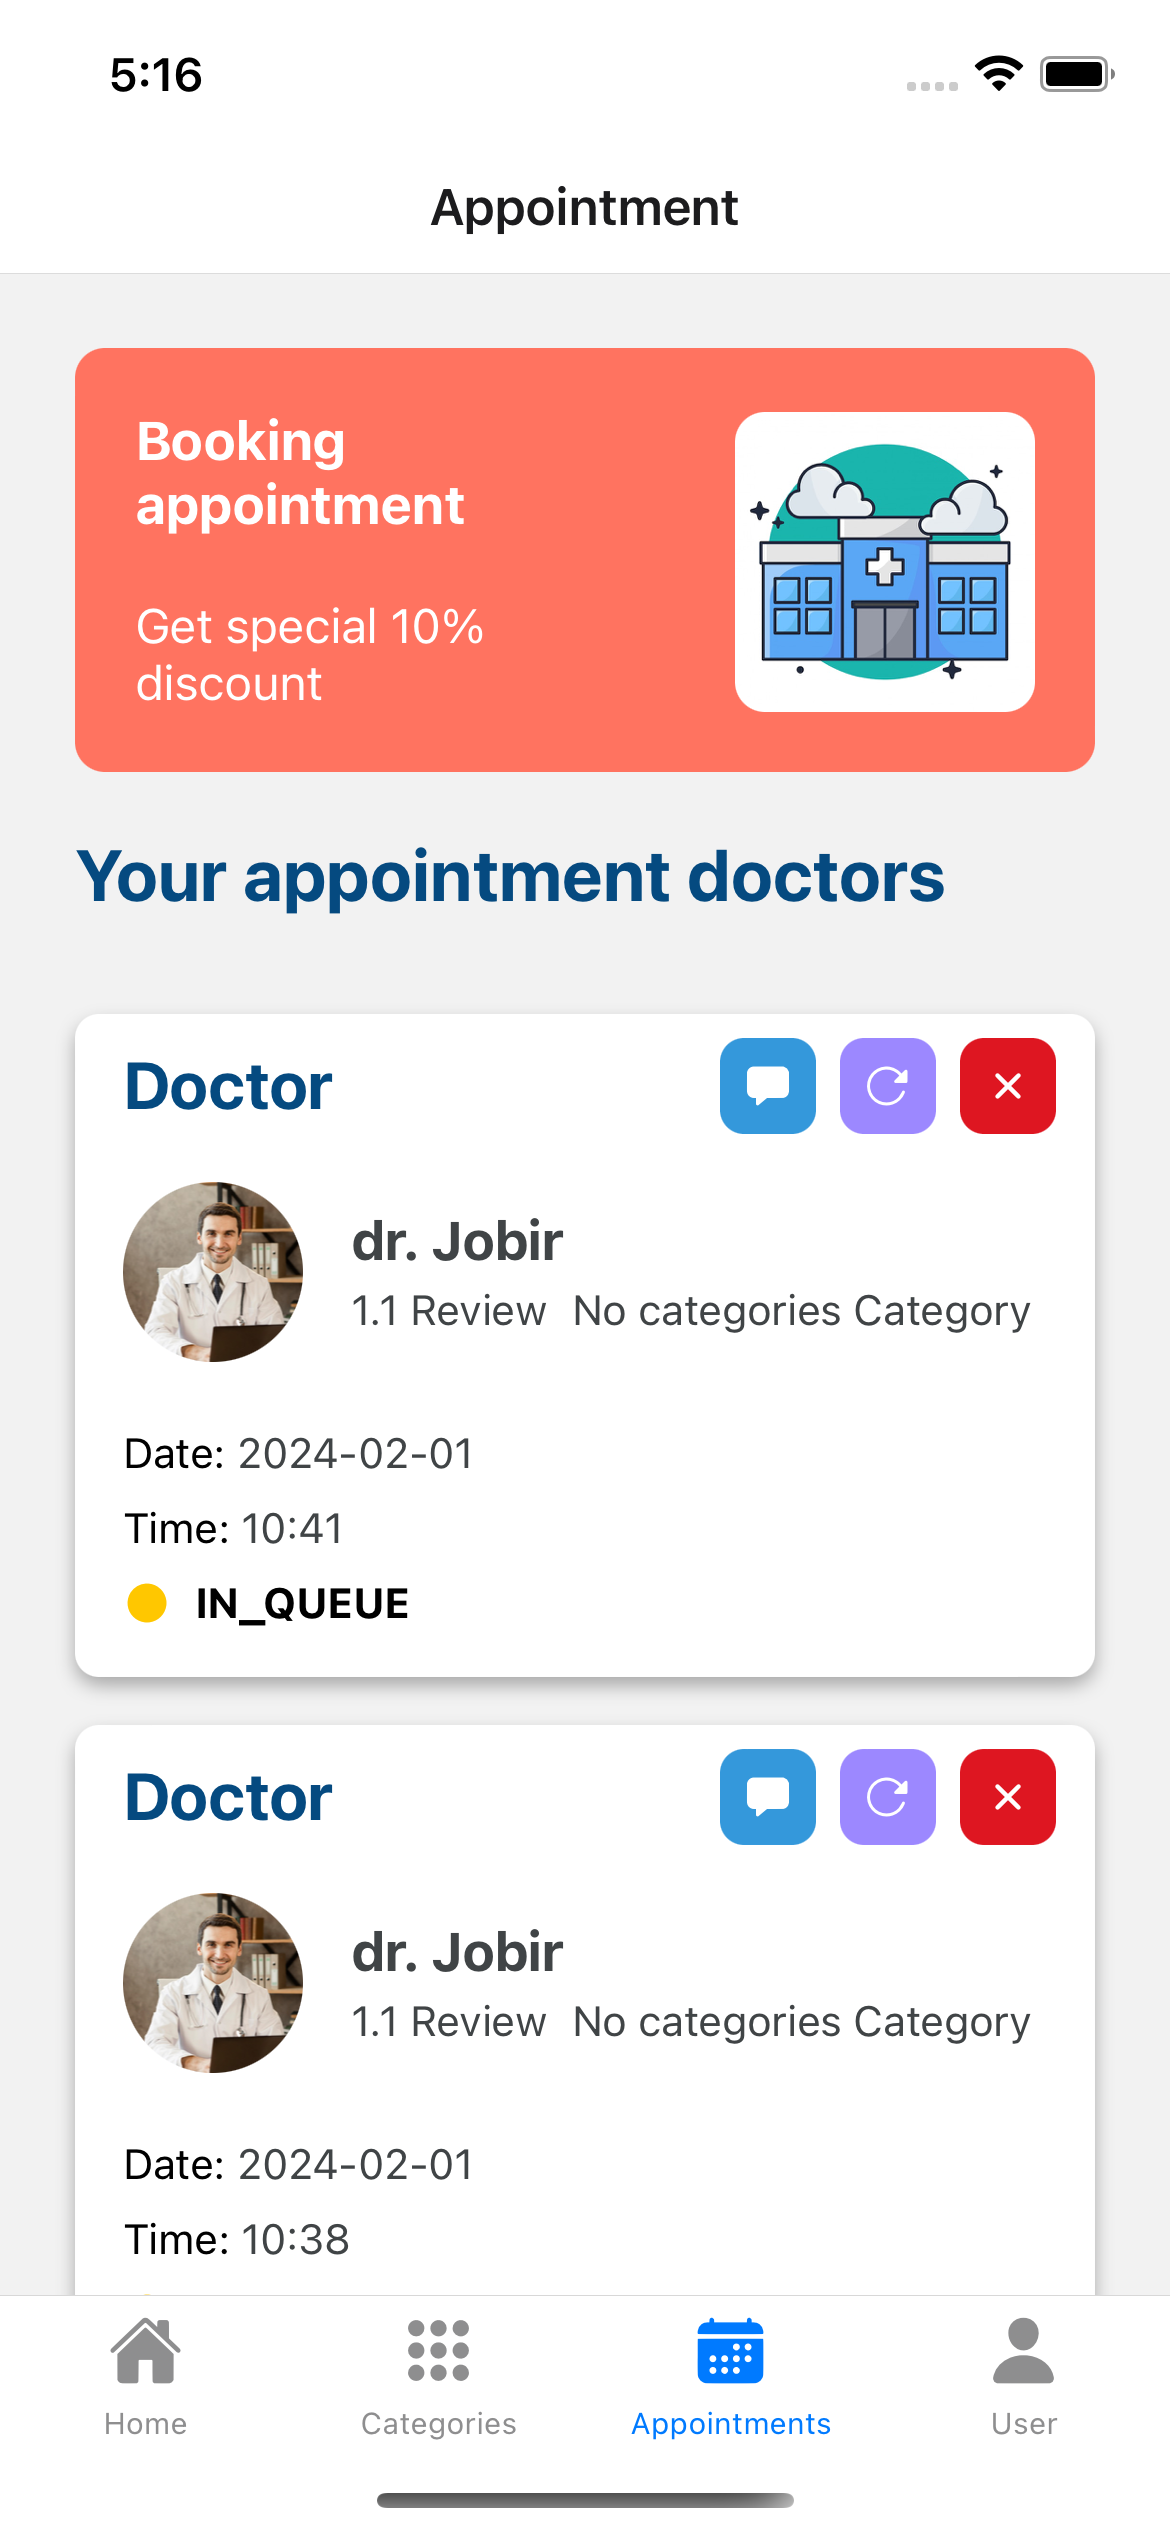 5:16
Appointment
Booking
appointment
Get special 10%
discount
Your appointment doctors
Doctor
dr. Jobir
1.1 Review No categories Category
Date: 2024-02-01
Time: 10:41
IN_QUEUE
Doctor
dr. Jobir
1.1 Review No categories Category
Date: 2024-02-01
Time: 10:38
Home Categories Appointments User